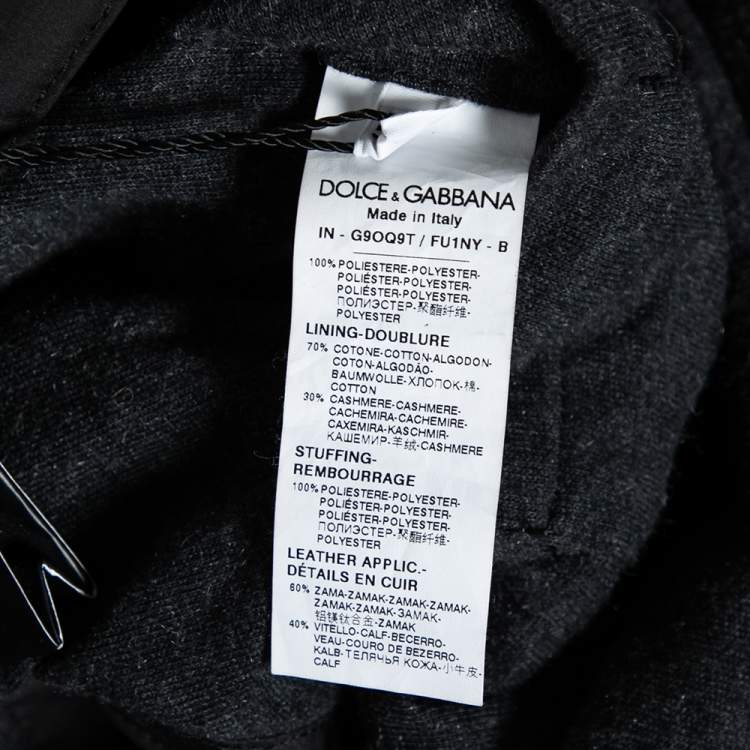 DOLCE & GABBANA
Made in Italy
IN - G9OQ9T / FU1NY - B
100% POLIESTERE-POLYESTER-
POLIÉSTER-POLYESTER-
POLIÉSTER-POLYESTER-
ПОЛИЭСТЕР-聚酯纤维-
POLYESTER
LINING-DOUBLURE
70% COTONE-COTTON-ALGODON-
COTON-ALGODÃO-
BAUMWOLLE-ХЛОПОК-棉-
COTTON
30% CASHMERE-CASHMERE-
CACHEMIRA-CACHEMIRE-
CAXEMIRA-KASCHMIR-
КАШЕМИР-羊绒-CASHMERE
STUFFING-
REMBOURRAGE
100% POLIESTERE-POLYESTER-
POLIÉSTER-POLYESTER-
POLIÉSTER-POLYESTER-
ПОЛИЭСТЕР-聚酯纤维-
POLYESTER
LEATHER APPLIC.-
DÉTAILS EN CUIR
60% ZAMA-ZAMAK-ZAMAK-ZAMAK-
ZAMAK-ZAMAK-ЗАМАК-
铝镁钛合金-ZAMAK
40% VITELLO-CALF-BECERRO-
VEAU-COURO DE BEZERRO-
KALB-ТЕЛЯЧЬЯ КОЖА-小牛皮-
CALF